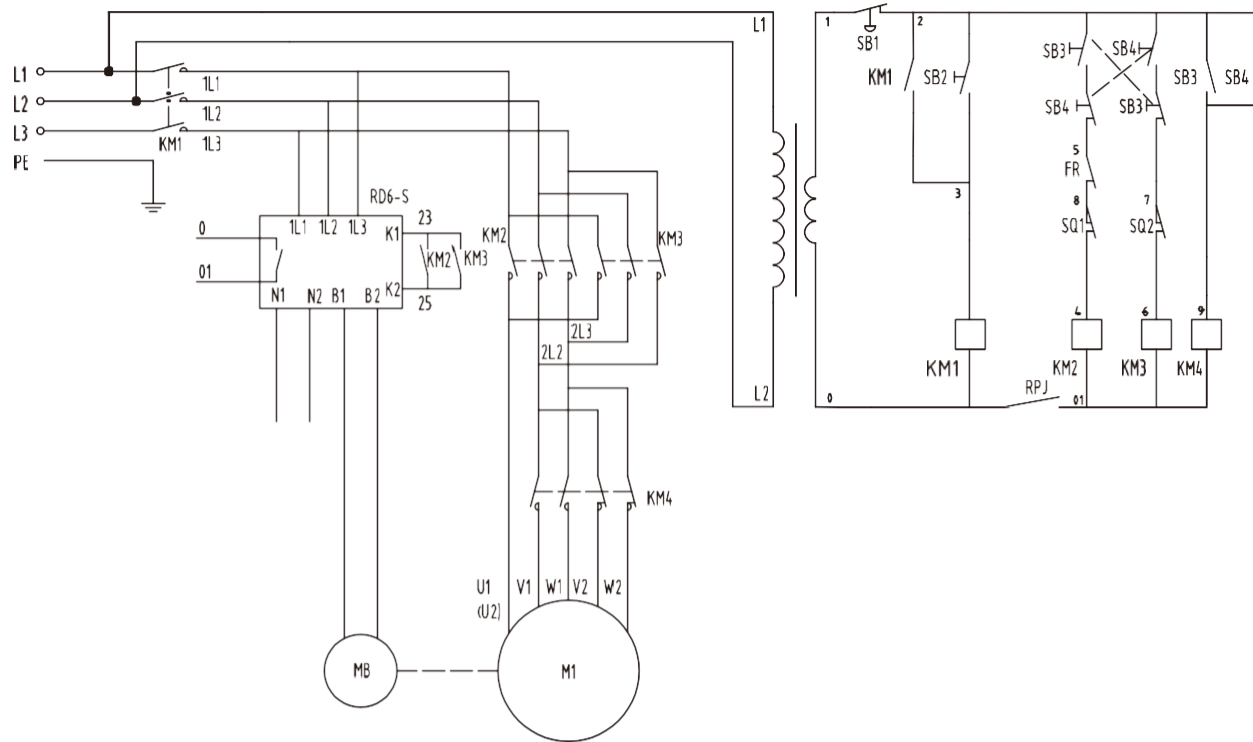 L1
1
2
SB1
L1
L2
L3
PE
1L1
1L2
1L3
KM1
KM1
SB2
SB3
SB4
SB3
SB4
SB4
SB3
5
FR
8
7
SQ1
SQ2
3
RD6-S
0
01
1L1
1L2
1L3
K1
K2
23
25
KM2
KM3
KM2
KM3
N1
N2
B1
B2
2L3
2L2
4
6
9
KM1
KM2
KM3
KM4
L2
0
RPJ
01
KM4
U1
(U2)
V1
W1
V2
W2
MB
M1